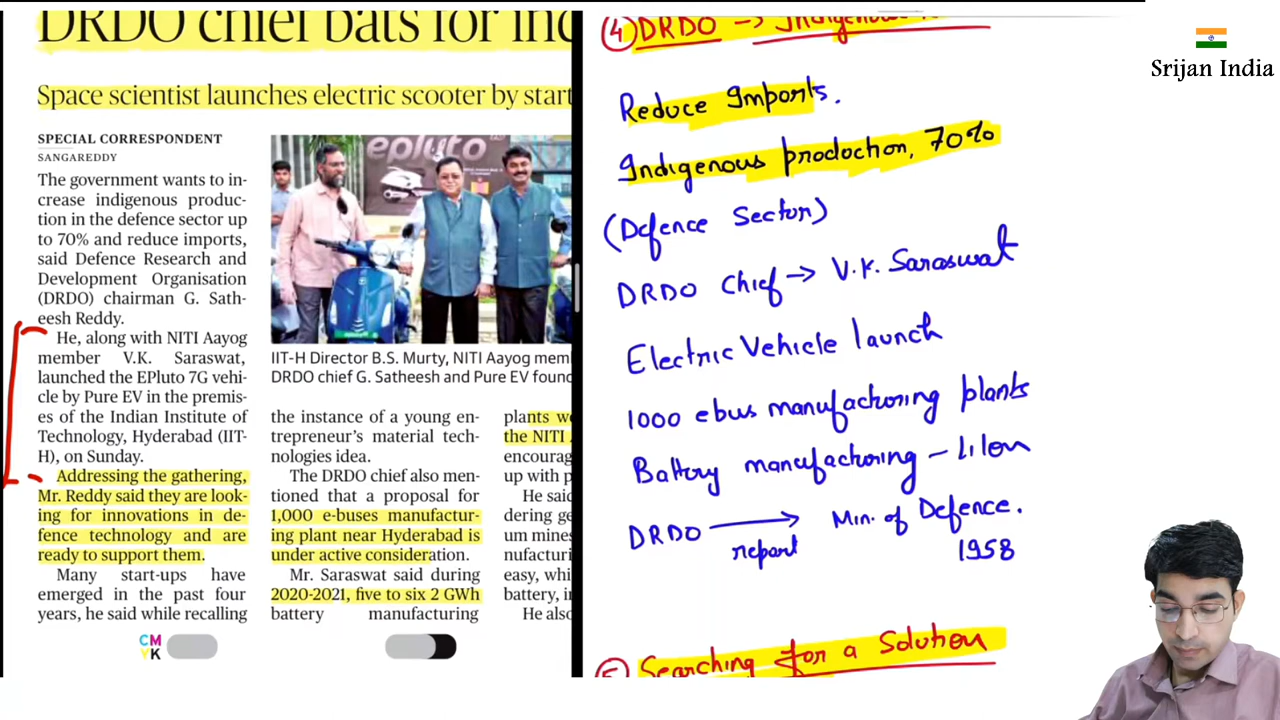 DRDO chief bats for ind
Space scientist launches electric scooter by start
SPECIAL CORRESPONDENT
SANGAREDDY
The government wants to in-
crease indigenous produc-
tion in the defence sector up
to 70% and reduce imports,
said Defence Research and
Development Organisation
(DRDO) chairman G. Sath-
eesh Reddy.
He, along with NITI Aayog
member V.K. Saraswat,
launched the EPluto 7G vehi-
cle by Pure EV in the premis-
es of the Indian Institute of
Technology, Hyderabad (IIT-
H), on Sunday.
Addressing the gathering,
Mr. Reddy said they are look-
ing for innovations in de-
fence technology and are
ready to support them.
Many start-ups have
emerged in the past four
years, he said while recalling
epluto
IIT-H Director B.S. Murty, NITI Aayog mem
DRDO chief G. Satheesh and Pure EV found
the instance of a young en-
trepreneur's material tech-
nologies idea.
The DRDO chief also men-
tioned that a proposal for
1,000 e-buses manufactur-
ing plant near Hyderabad is
under active consideration.
Mr. Saraswat said during
2020-2021, five to six 2 GWh
battery manufacturing
plants we
the NITI
encourag
up with p
He said
dering ge
um mines
nufacturi
easy, whi
battery, i
He also
CM
YK
④ DRDO → Indigenous
Reduce Imports.
Indigenous production, 70%
(Defence Sector)
DRDO Chief → V.K. Saraswat
Electric Vehicle launch
1000 ebus manufactoring plants
Battery manufactoring - Li Ion
DRDO → Min. of Defence.
report 1958
⑤ Searching for a Solution
Srijan India